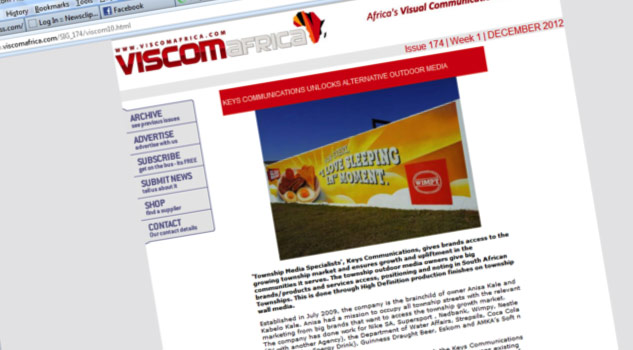 History Bookmarks Tools
ss.com/ Log In :: Newsclip... Facebook
.viscomafrica.com/SIG_174/viscom10.html
WWW.VISCOMAFRICA.COM
VISCOMAFRICA
Africa's Visual Communica
Issue 174 | Week 1 | DECEMBER 2012
KEYS COMMUNICATIONS UNLOCKS ALTERNATIVE OUTDOOR MEDIA
ARCHIVE
see previous issues
ADVERTISE
advertise with us
SUBSCRIBE
get on the bus - its FREE
SUBMIT NEWS
tell us about it
SHOP
find a supplier
CONTACT
Our contact details
LOVE SLEEPING
IN" MOMENT.
WIMPY
'Township Media Specialists', Keys Communications, gives brands access to the
growing township market and ensures growth and upliftment in the
communities it serves. The township outdoor media owners give big
brands/products and services access, positioning and noting in South African
Townships. This is done through High Definition production finishes on township
wall media.
Established in July 2009, the company is the brainchild of owner Anisa Kale and
Kabelo Kale. Anisa had a mission to occupy all township streets with the relevant
marketing from big brands that want to access the township growth market.
The company has done work for Nike SA, Supersport , Nedbank, Wimpy, Nestle
with another Agency), the Department of Water Affairs, Strepsils, Coca Cola
Energy Drink), Guinness Draught Beer, Eskom and AMKA's Soft n
the Keys Communications
existing